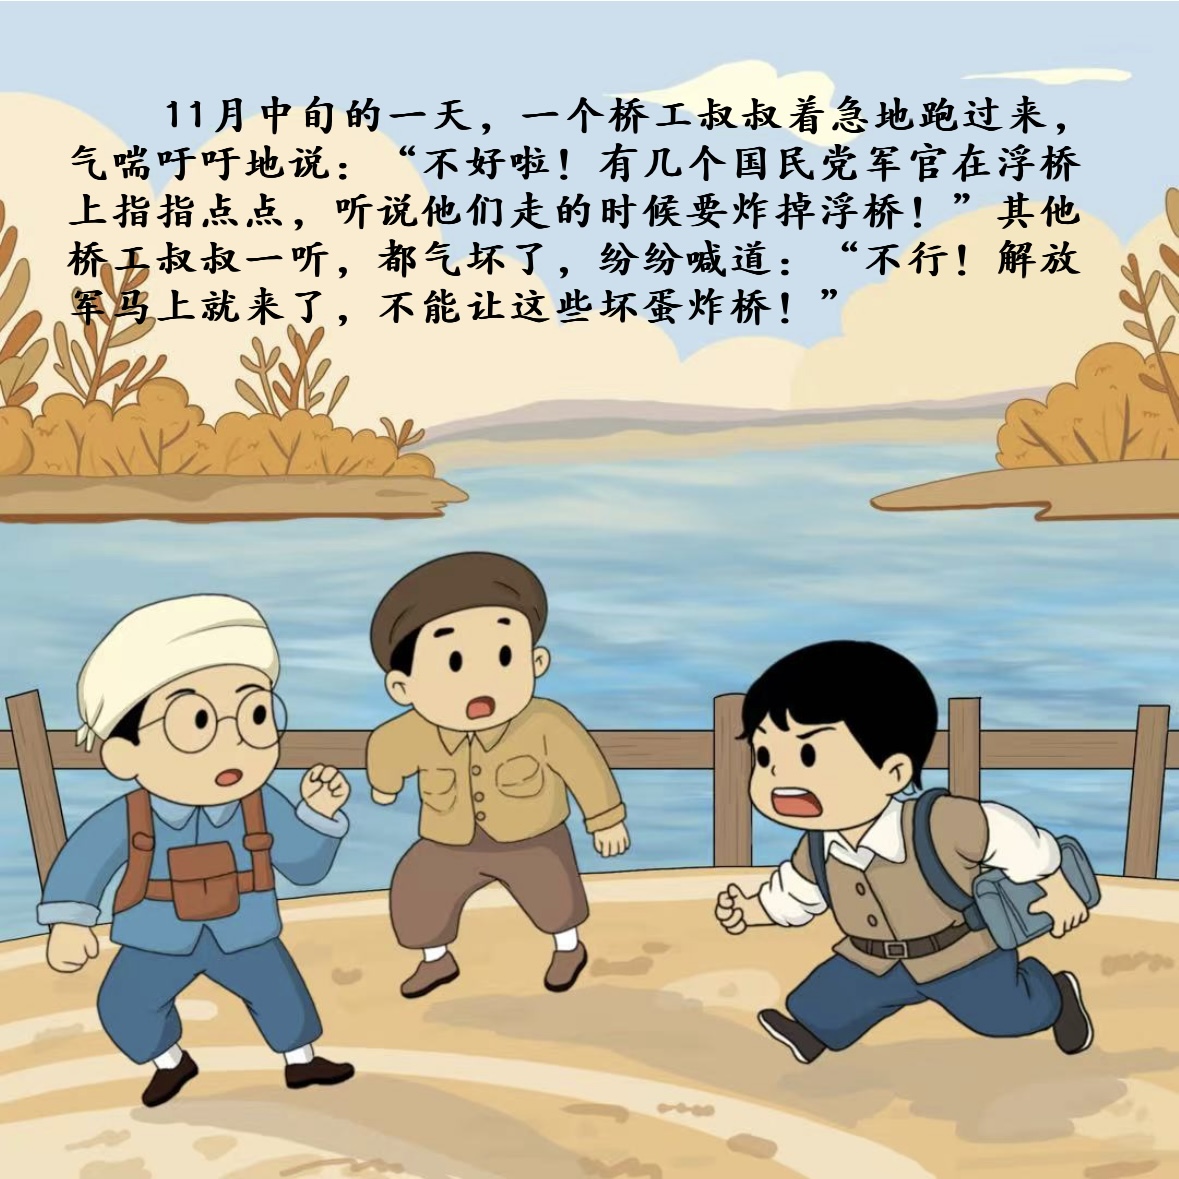 11月中旬的一天，一个桥工叔叔着急地跑过来，
气喘吁吁地说：“不好啦！有几个国民党军官在浮桥
上指指点点，听说他们走的时候要炸掉浮桥！”其他
桥工叔叔一听，都气坏了，纷纷喊道：“不行！解放
军马上就来了，不能让这些坏蛋炸桥！”